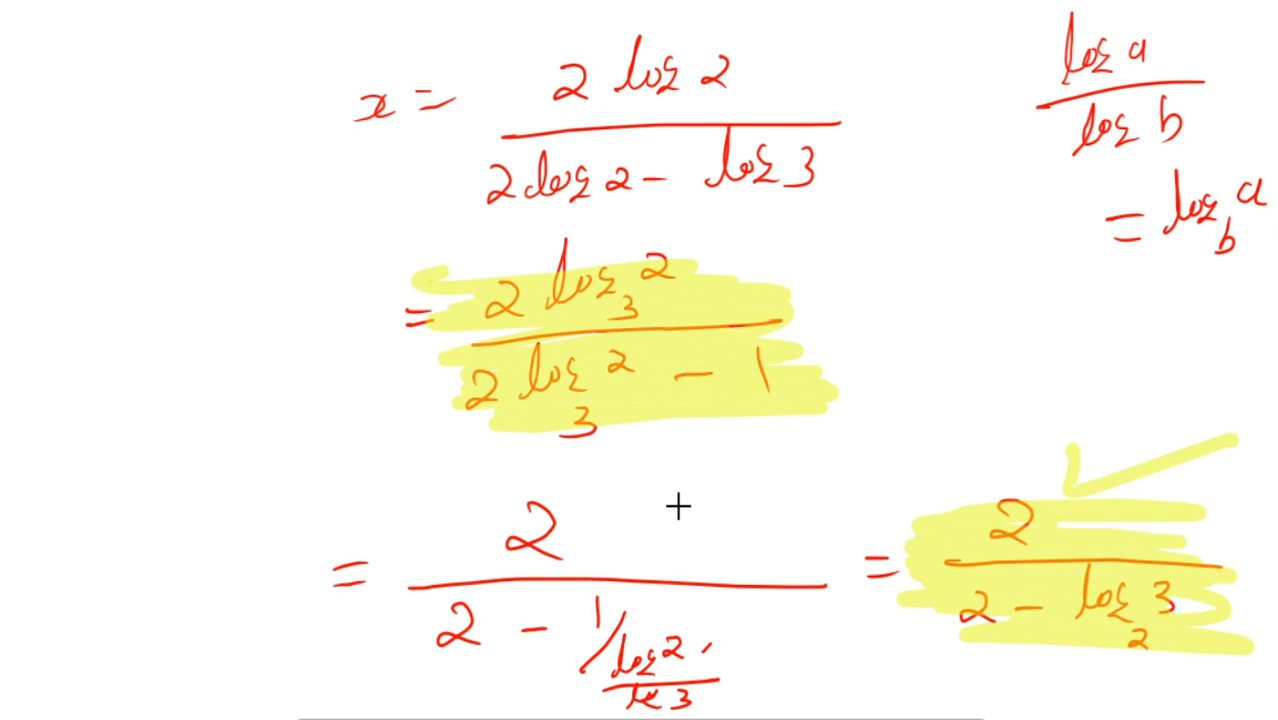 x = (2 log 2) / (2 log 2 - log 3)
log a / log b
= log_b a
= (2 log_3 2) / (2 log_3 2 - 1)
= 2 / (2 - 1/(log 2 / log 3)) = 2 / (2 - log_2 3)